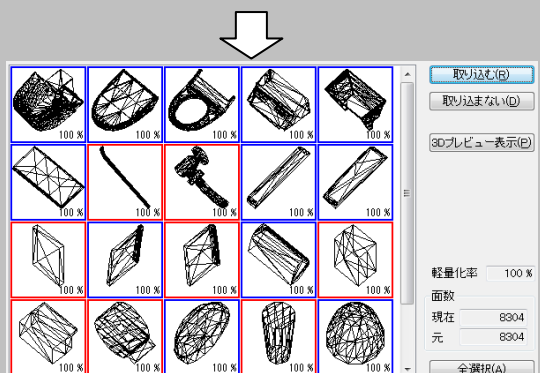 取り込む(R)
取り込まない(D)
3Dプレビュー表示(P)
100 % 100 % 100 % 100 % 100 %
100 % 100 % 100 % 100 % 100 %
100 % 100 % 100 % 100 % 100 %
100 % 100 % 100 % 100 % 100 %
軽量化率 100 %
面数
現在 8304
元 8304
全選択(A)